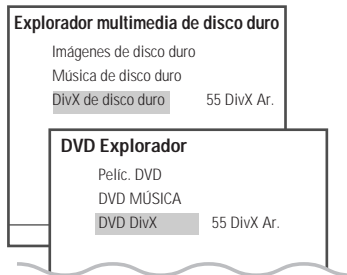 Explorador multimedia de disco duro
Imágenes de disco duro
Música de disco duro
DivX de disco duro 55 DivX Ar.
DVD Explorador
Pelíc. DVD
DVD MÚSICA
DVD DivX 55 DivX Ar.